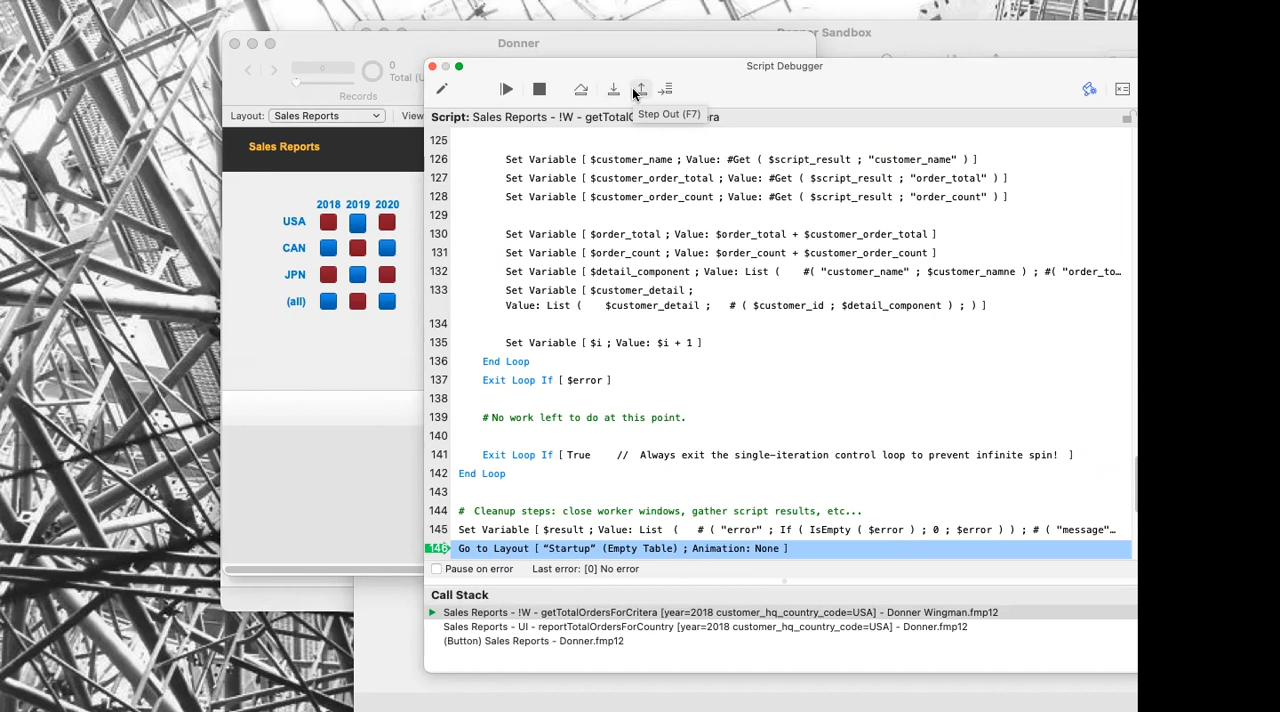 Donner Sandbox
Donner
0
0
Total (U
Records
Layout: Sales Reports
View
Sales Reports
2018 2019 2020
USA
CAN
JPN
(all)
Script Debugger
Script: Sales Reports - !W - getTotal
era
Step Out (F7)
125
126 Set Variable [ $customer_name ; Value: #Get ( $script_result ; "customer_name" ) ]
127 Set Variable [ $customer_order_total ; Value: #Get ( $script_result ; "order_total" ) ]
128 Set Variable [ $customer_order_count ; Value: #Get ( $script_result ; "order_count" ) ]
129
130 Set Variable [ $order_total ; Value: $order_total + $customer_order_total ]
131 Set Variable [ $order_count ; Value: $order_count + $customer_order_count ]
132 Set Variable [ $detail_component ; Value: List ( #( "customer_name" ; $customer_namne ) ; #( "order_to…
133 Set Variable [ $customer_detail ;
Value: List ( $customer_detail ; # ( $customer_id ; $detail_component ) ; ) ]
134
135 Set Variable [ $i ; Value: $i + 1 ]
136 End Loop
137 Exit Loop If [ $error ]
138
139 # No work left to do at this point.
140
141 Exit Loop If [ True // Always exit the single-iteration control loop to prevent infinite spin! ]
142 End Loop
143
144 # Cleanup steps: close worker windows, gather script results, etc...
145 Set Variable [ $result ; Value: List ( # ( "error" ; If ( IsEmpty ( $error ) ; 0 ; $error ) ) ; # ( "message"…
146 Go to Layout [ “Startup” (Empty Table) ; Animation: None ]
Pause on error Last error: [0] No error
Call Stack
Sales Reports - !W - getTotalOrdersForCritera [year=2018 customer_hq_country_code=USA] - Donner Wingman.fmp12
Sales Reports - UI - reportTotalOrdersForCountry [year=2018 customer_hq_country_code=USA] - Donner.fmp12
(Button) Sales Reports - Donner.fmp12